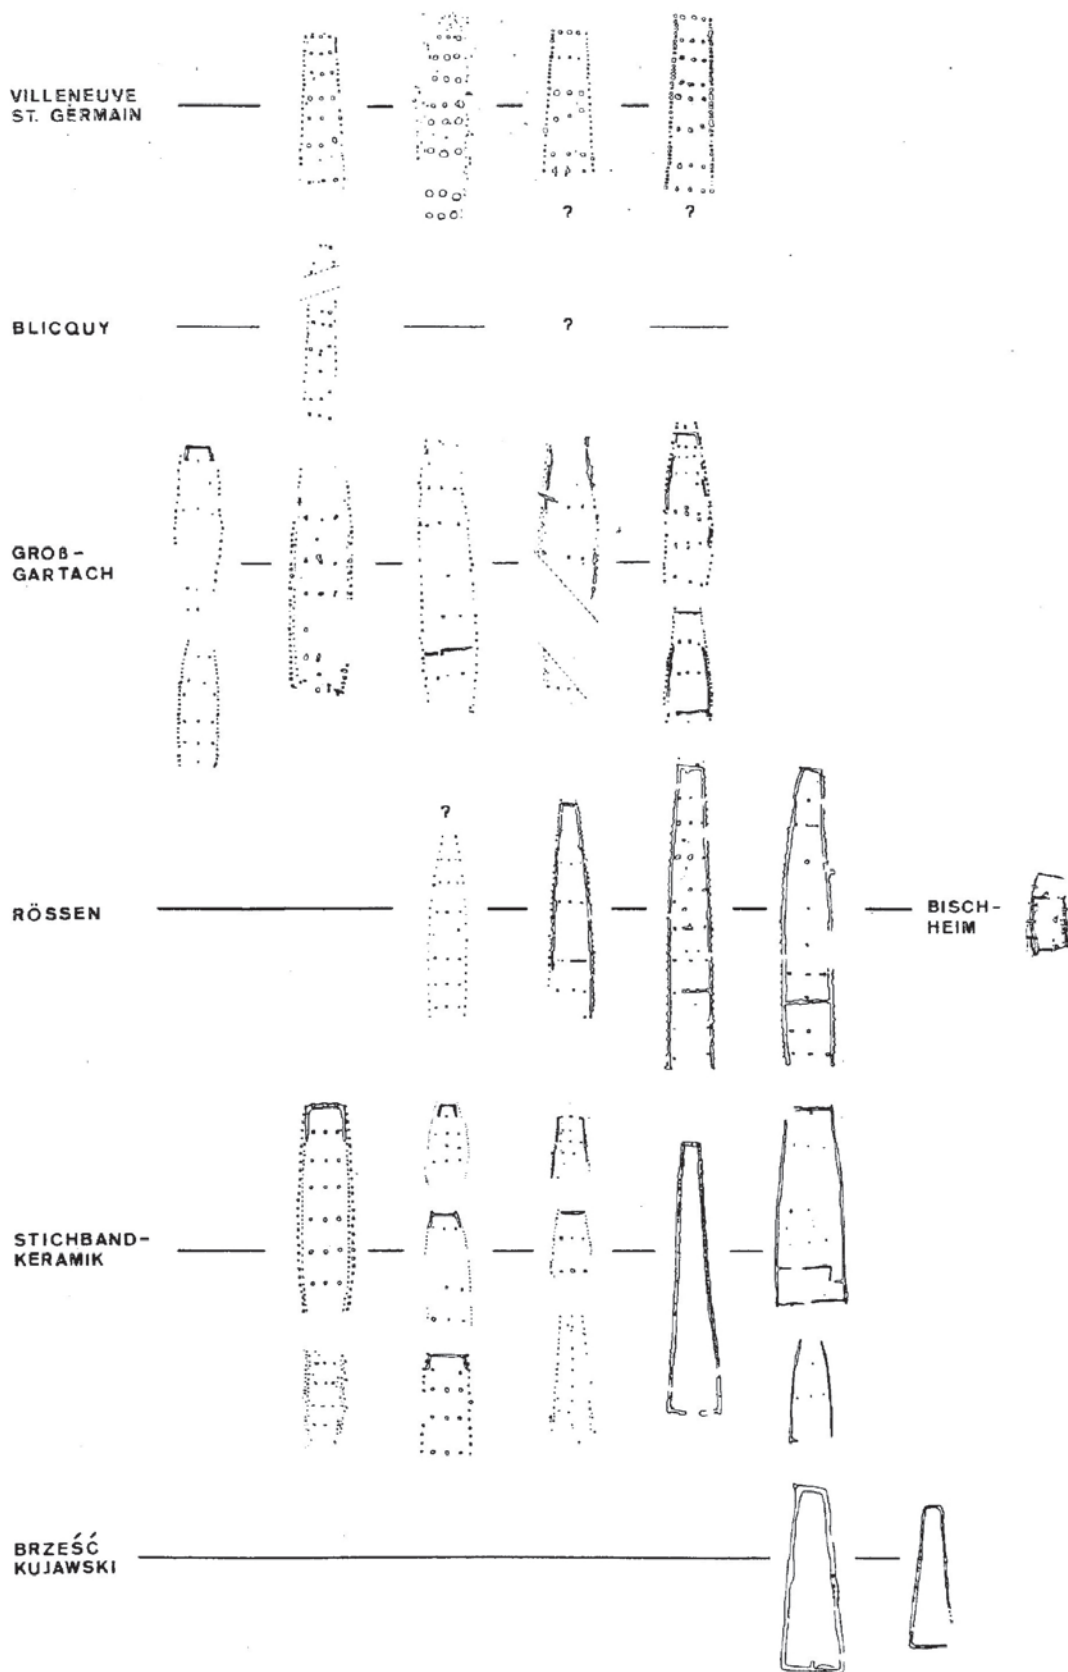 VILLENEUVE
ST. GERMAIN
? ?
BLICQUY
?
GROß-
GARTACH
?
RÖSSEN
BISCH-
HEIM
STICHBAND-
KERAMIK
BRZEŚĆ
KUJAWSKI